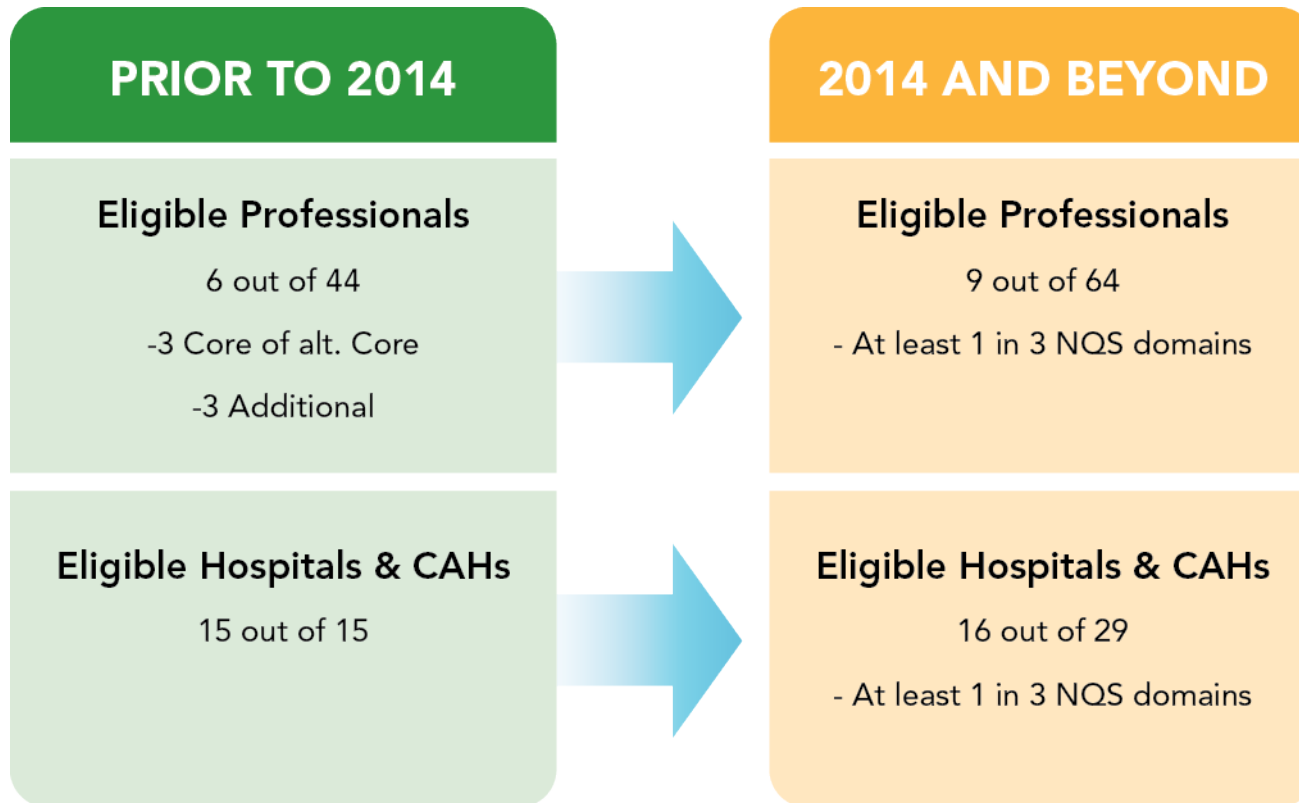 PRIOR TO 2014
Eligible Professionals
6 out of 44
-3 Core of alt. Core
-3 Additional
Eligible Hospitals & CAHs
15 out of 15
2014 AND BEYOND
Eligible Professionals
9 out of 64
- At least 1 in 3 NQS domains
Eligible Hospitals & CAHs
16 out of 29
- At least 1 in 3 NQS domains